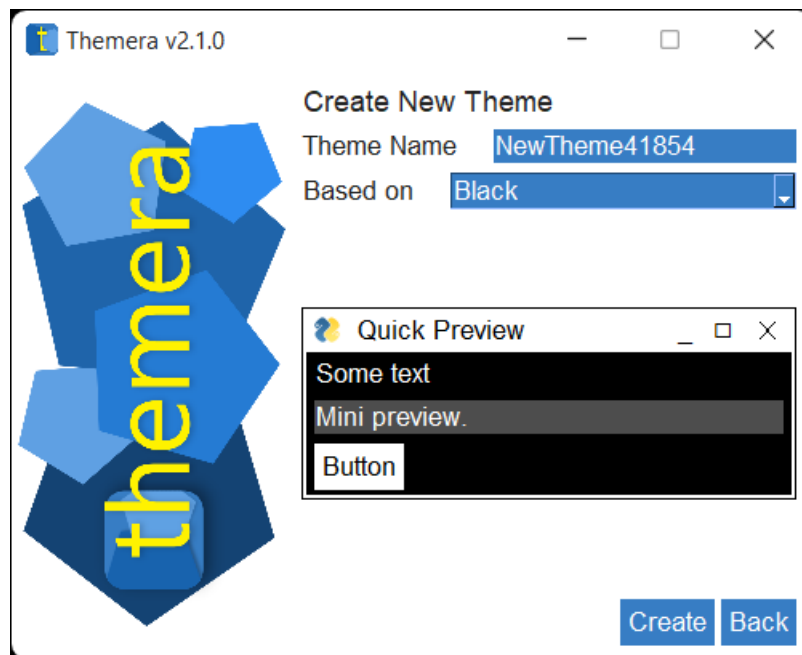 Themera v2.1.0
themera
Create New Theme
Theme Name NewTheme41854
Based on Black
Quick Preview
Some text
Mini preview.
Button
Create Back